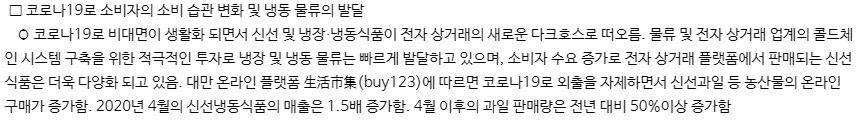 □ 코로나19로 소비자의 소비 습관 변화 및 냉동 물류의 발달
○ 코로나19로 비대면이 생활화 되면서 신선 및 냉장·냉동식품이 전자 상거래의 새로운 다크호스로 떠오름. 물류 및 전자 상거래 업계의 콜드체
인 시스템 구축을 위한 적극적인 투자로 냉장 및 냉동 물류는 빠르게 발달하고 있으며, 소비자 수요 증가로 전자 상거래 플랫폼에서 판매되는 신선
식품은 더욱 다양화 되고 있음. 대만 온라인 플랫폼 生活市集(buy123)에 따르면 코로나19로 외출을 자제하면서 신선과일 등 농산물의 온라인
구매가 증가함. 2020년 4월의 신선냉동식품의 매출은 1.5배 증가함. 4월 이후의 과일 판매량은 전년 대비 50%이상 증가함